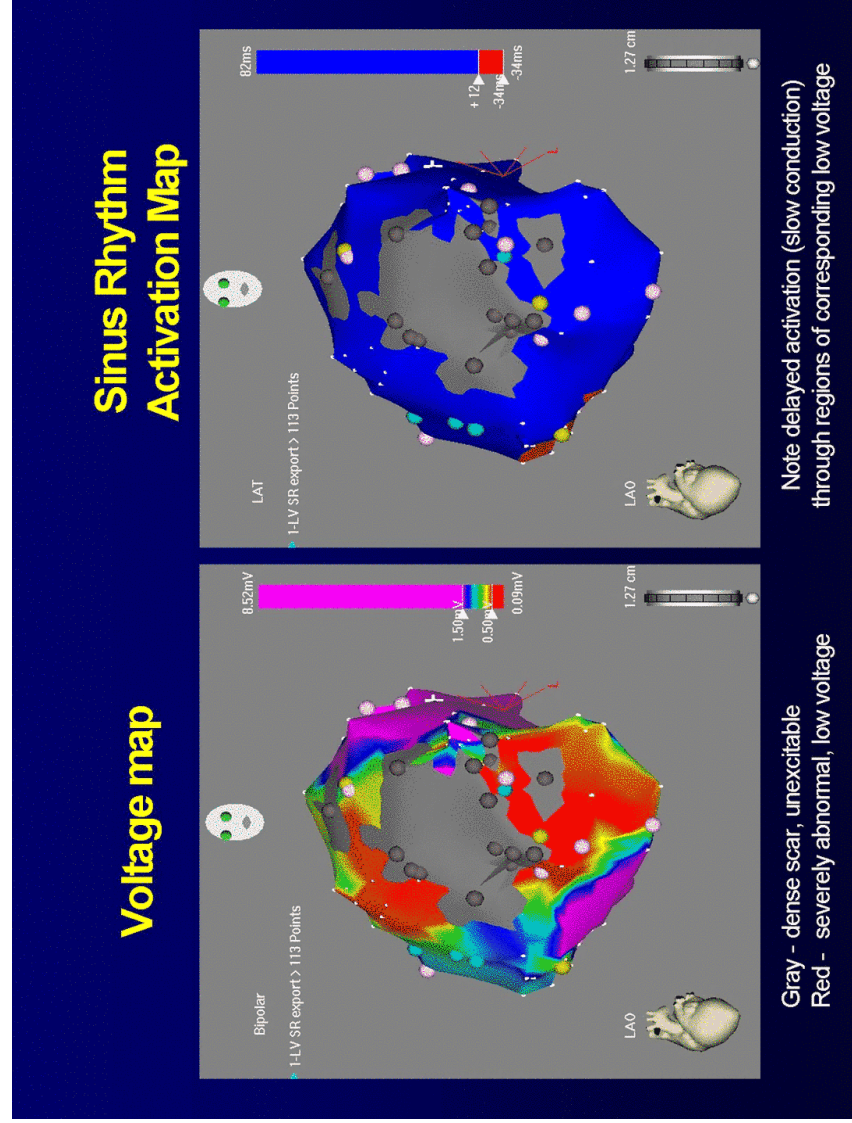 Voltage map
Sinus Rhythm
Activation Map
Bipolar
1-LV SR export > 113 Points
8.52mV
1.50mV
0.50mV
0.09mV
LAO
1.27 cm
LAT
1-LV SR export > 113 Points
82ms
+ 12
-34ms
-34ms
LAO
1.27 cm
Gray - dense scar, unexcitable
Red - severely abnormal, low voltage
Note delayed activation (slow conduction)
through regions of corresponding low voltage